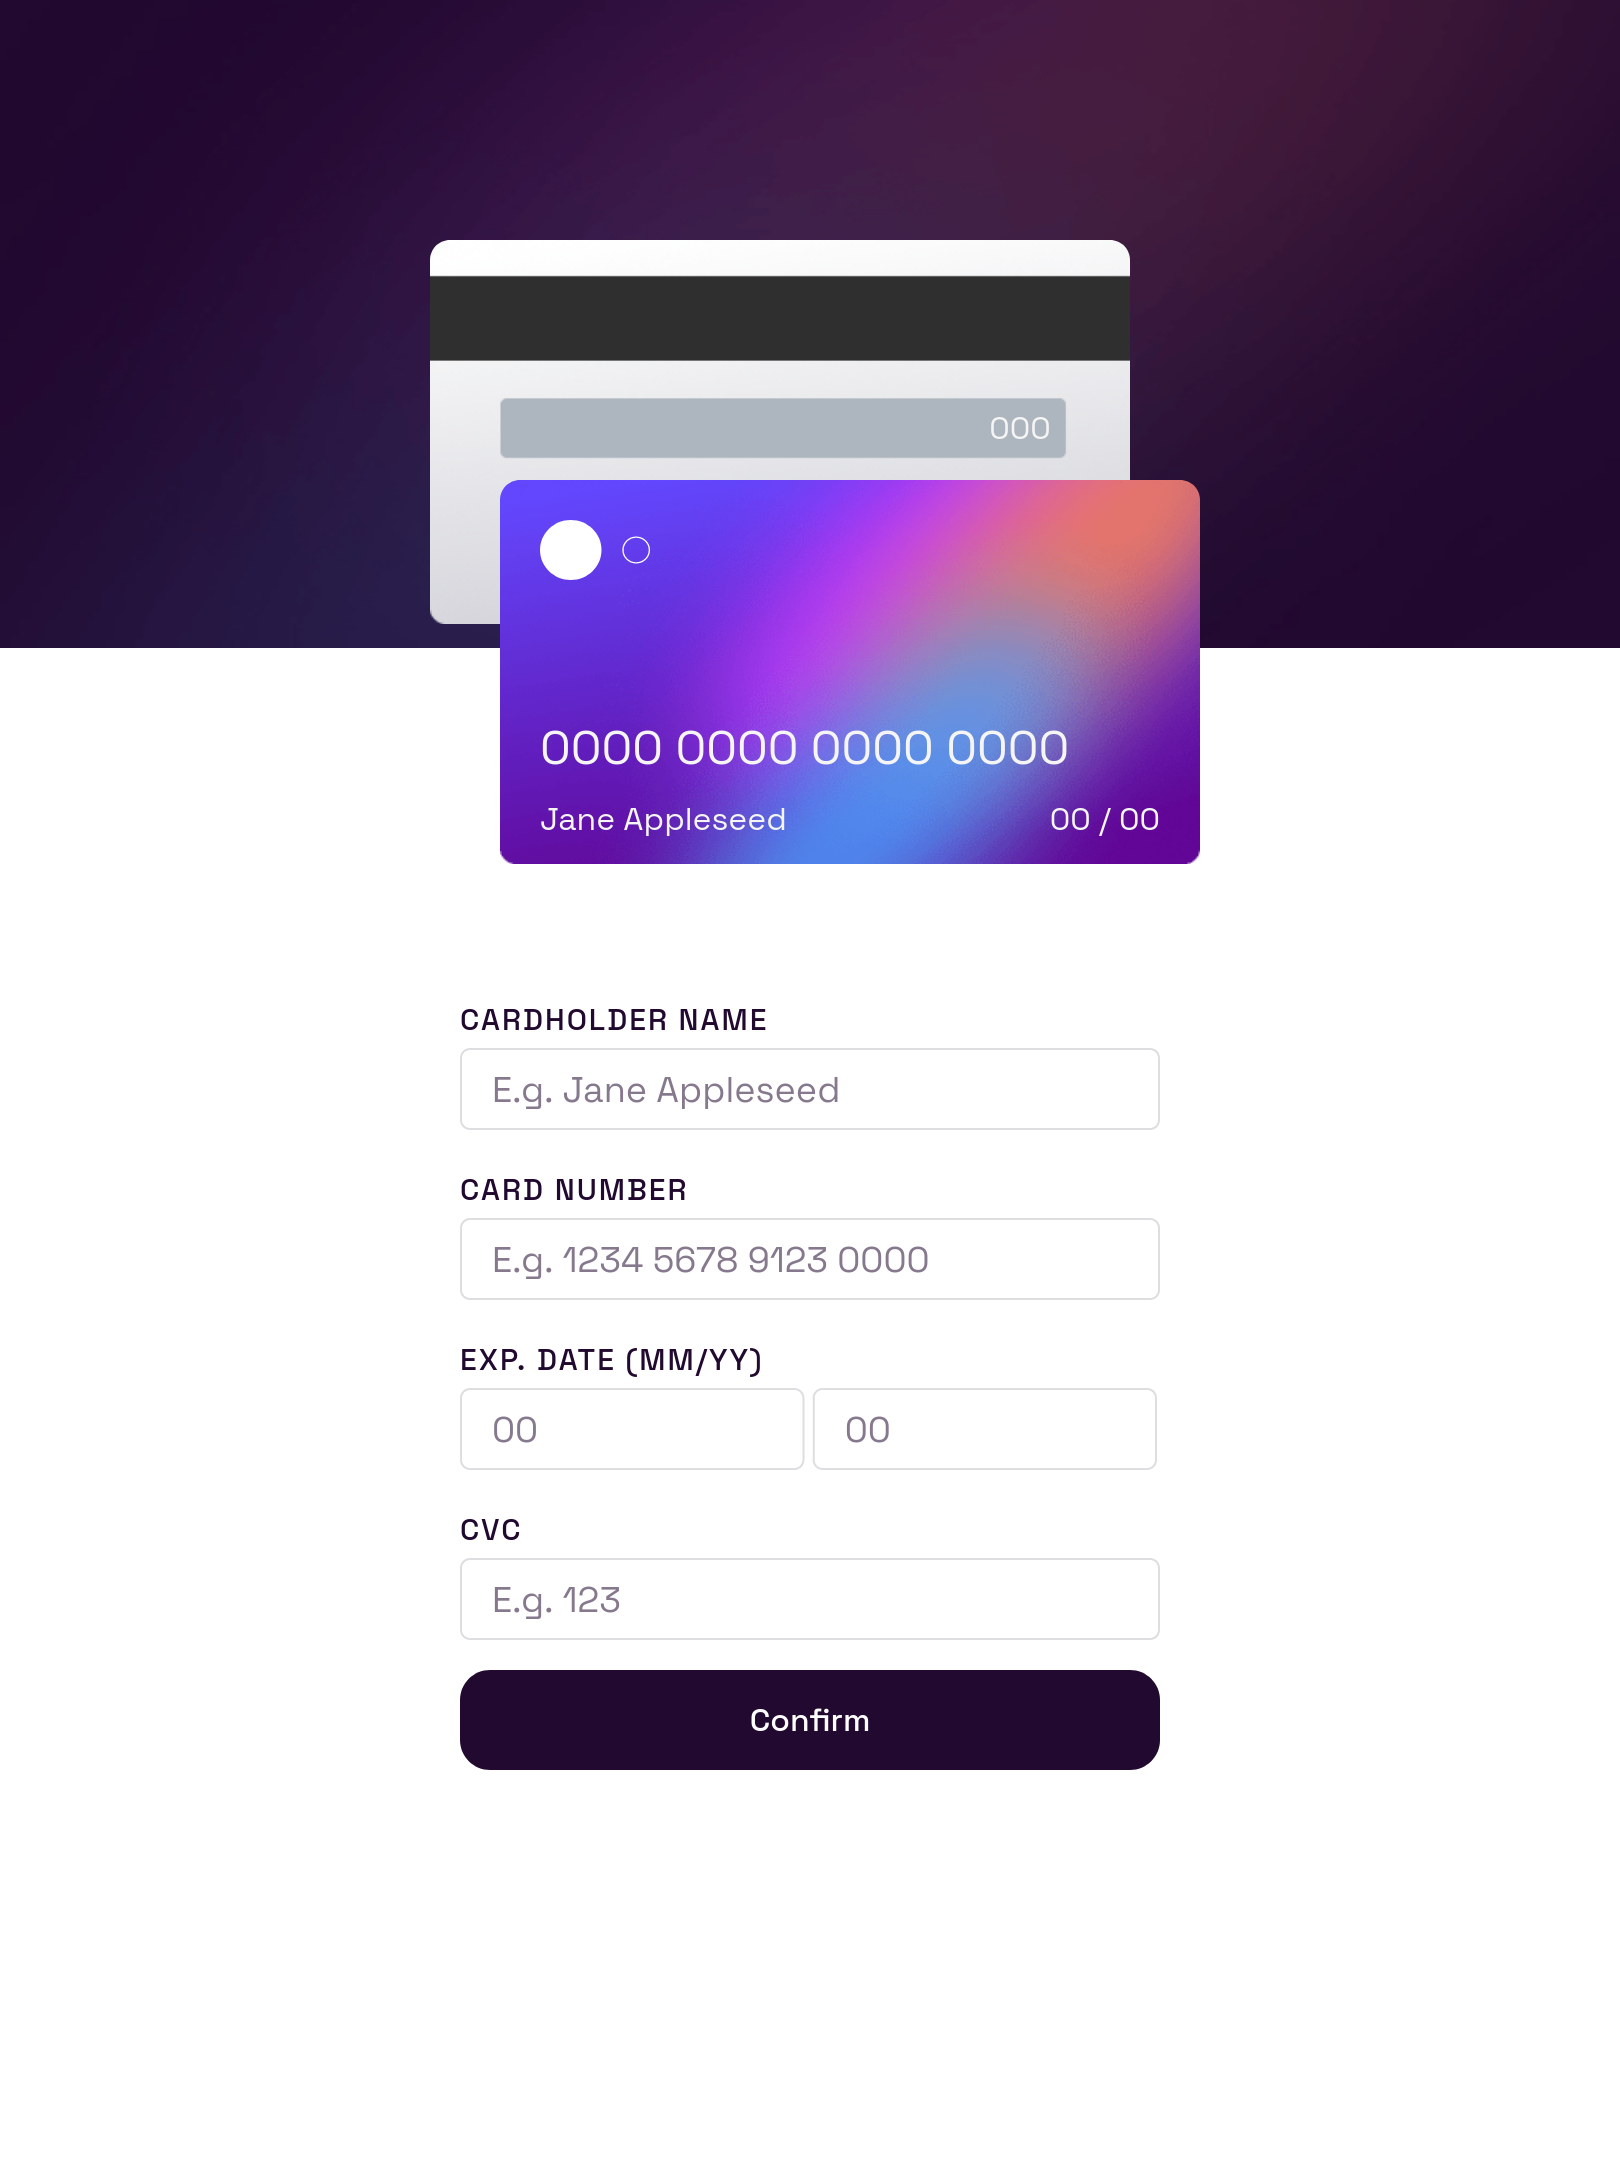 000
0000 0000 0000 0000
Jane Appleseed 00 / 00
CARDHOLDER NAME
E.g. Jane Appleseed
CARD NUMBER
E.g. 1234 5678 9123 0000
EXP. DATE (MM/YY)
00 00
CVC
E.g. 123
Confirm